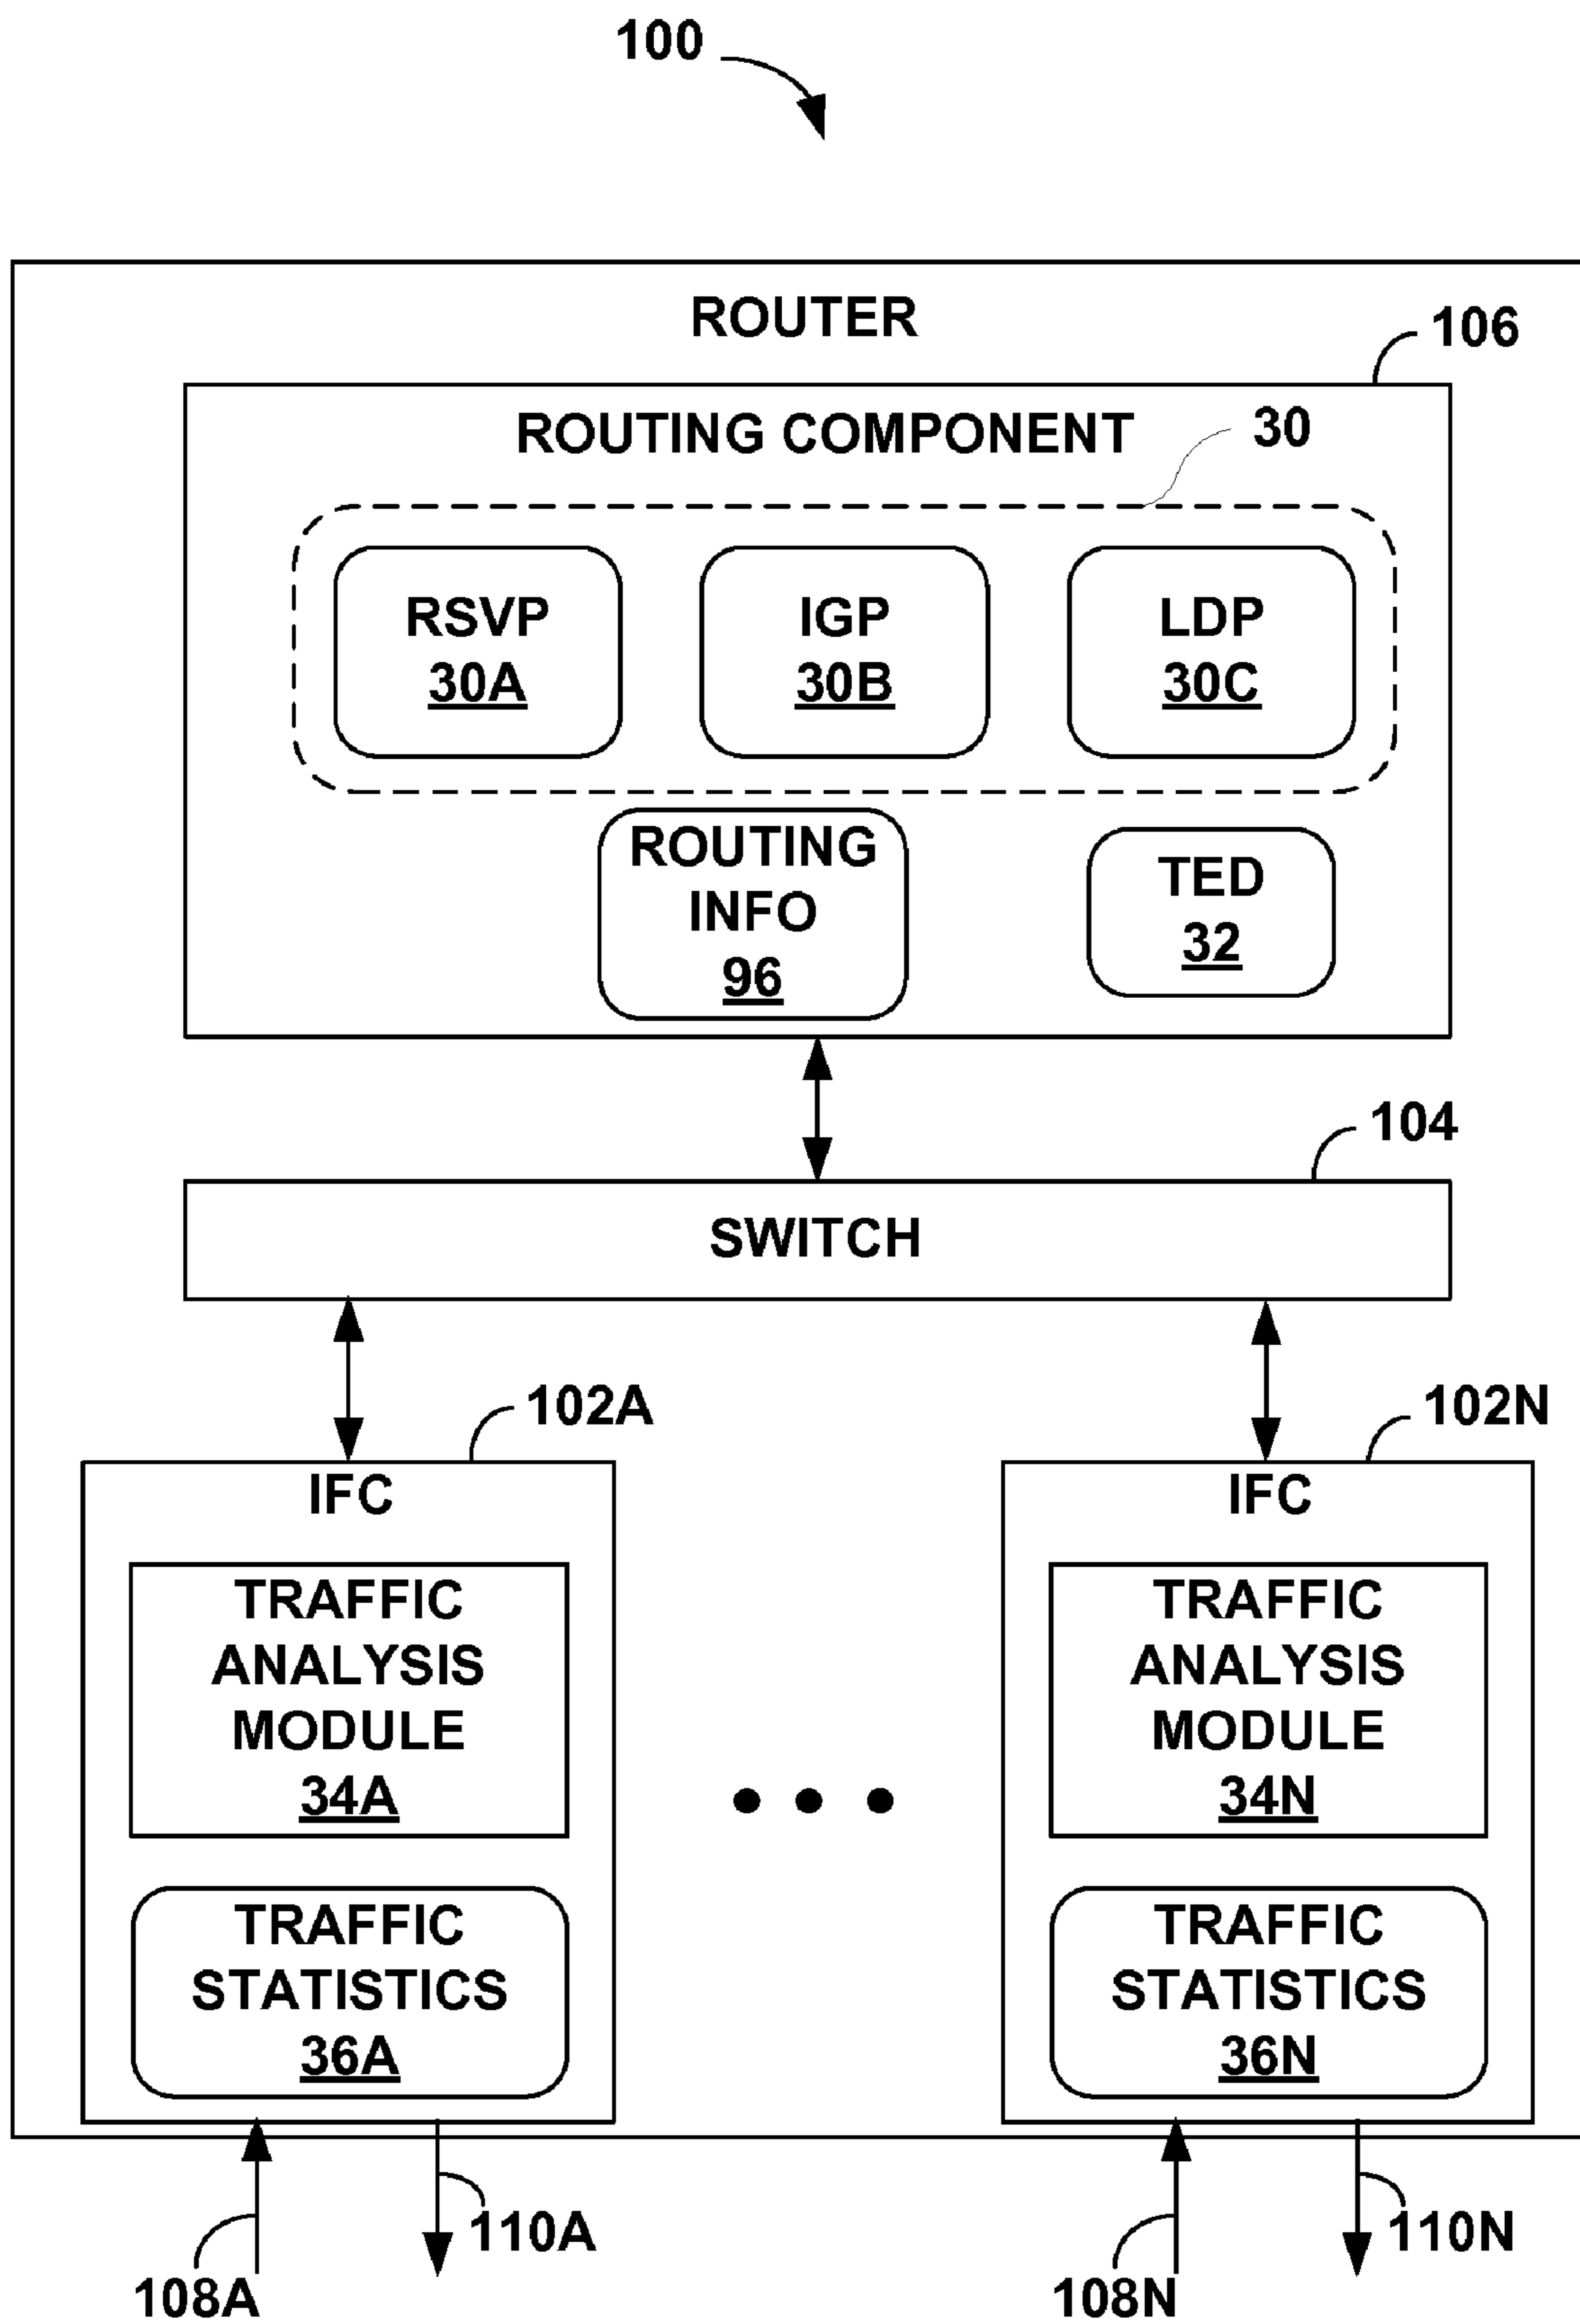 100
ROUTER
106
ROUTING COMPONENT
30
RSVP
30A
IGP
30B
LDP
30C
ROUTING
INFO
96
TED
32
104
SWITCH
102A
IFC
TRAFFIC
ANALYSIS
MODULE
34A
TRAFFIC
STATISTICS
36A
102N
IFC
TRAFFIC
ANALYSIS
MODULE
34N
TRAFFIC
STATISTICS
36N
108A
110A
108N
110N